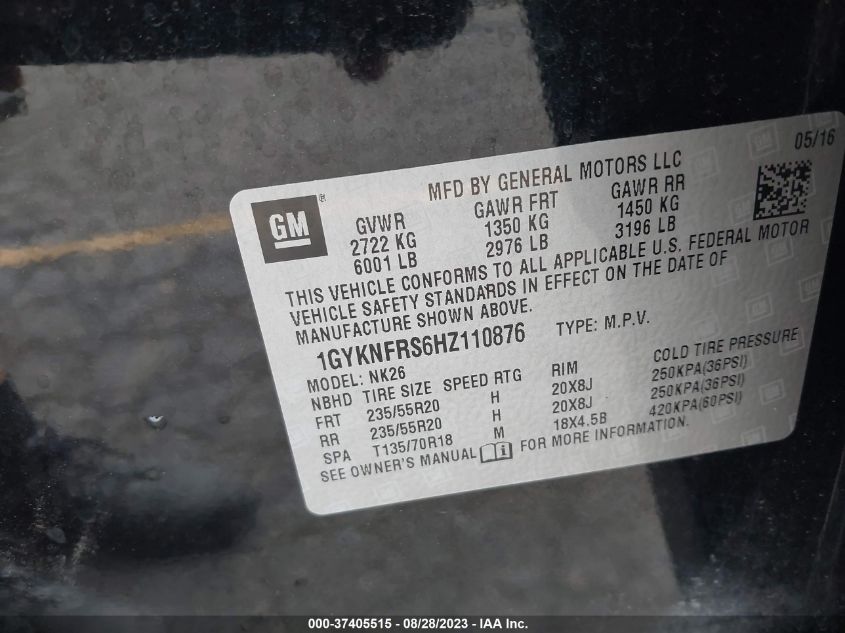 05/16
MFD BY GENERAL MOTORS LLC
GM®
GVWR GAWR FRT GAWR RR
2722 KG 1350 KG 1450 KG
6001 LB 2976 LB 3196 LB
THIS VEHICLE CONFORMS TO ALL APPLICABLE U.S. FEDERAL MOTOR
VEHICLE SAFETY STANDARDS IN EFFECT ON THE DATE OF
MANUFACTURE SHOWN ABOVE.
1GYKNFRS6HZ110876 TYPE: M.P.V.
MODEL: NK26
NBHD TIRE SIZE SPEED RTG RIM COLD TIRE PRESSURE
FRT 235/55R20 H 20X8J 250KPA(36PSI)
RR 235/55R20 H 20X8J 250KPA(36PSI)
SPA T135/70R18 M 18X4.5B 420KPA(60PSI)
SEE OWNER'S MANUAL FOR MORE INFORMATION.
000-37405515 - 08/28/2023 - IAA Inc.